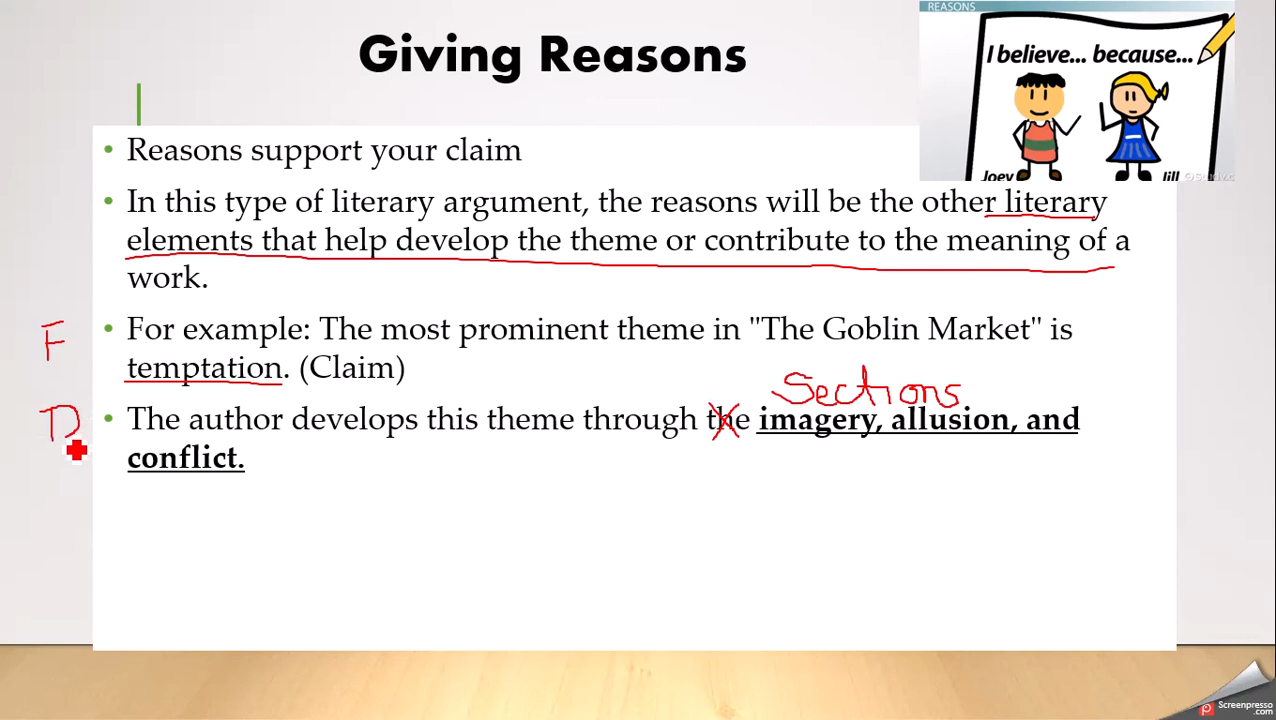 Giving Reasons
REASONS
I believe... because...
Joey
Jill
Reasons support your claim
In this type of literary argument, the reasons will be the other literary
elements that help develop the theme or contribute to the meaning of a
work.
F
For example: The most prominent theme in "The Goblin Market" is
temptation. (Claim)
Sections
D
The author develops this theme through the imagery, allusion, and
conflict.
Screenpresso
.com